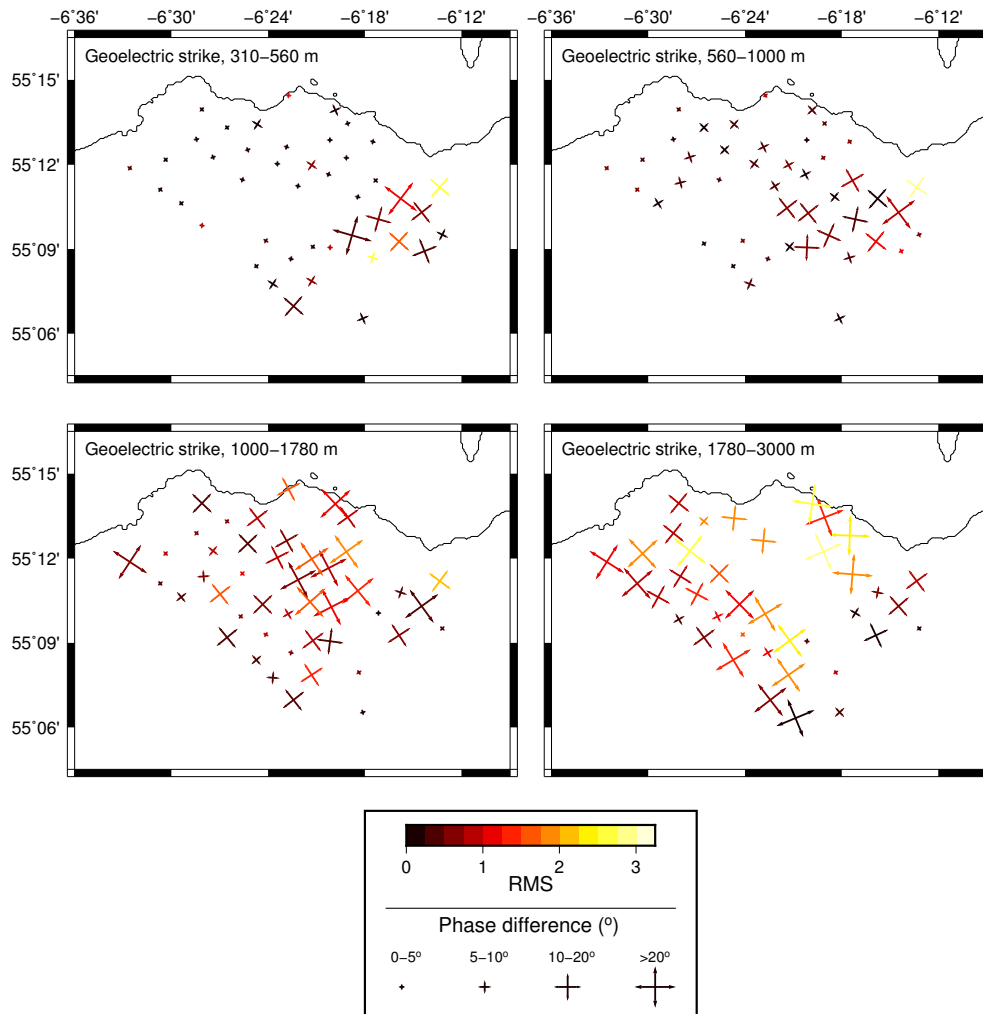 −6˚36' −6˚30' −6˚24' −6˚18' −6˚12' −6˚36' −6˚30' −6˚24' −6˚18' −6˚12'
Geoelectric strike, 310−560 m
Geoelectric strike, 560−1000 m
55˚15'
55˚12'
55˚09'
55˚06'
Geoelectric strike, 1000−1780 m
Geoelectric strike, 1780−3000 m
55˚15'
55˚12'
55˚09'
55˚06'
0 1 2 3
RMS
Phase difference (º)
0−5º 5−10º 10−20º >20º